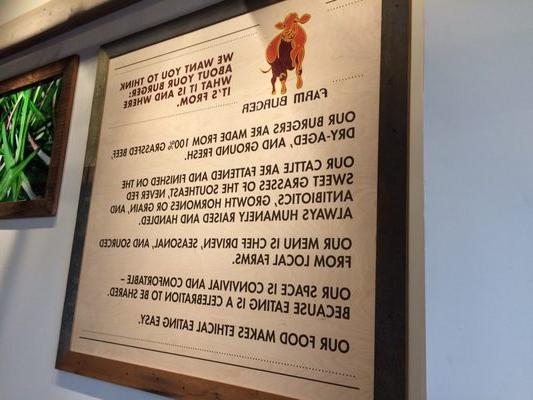 FARM BURGER
WE WANT YOU TO THINK
ABOUT YOUR BURGER:
WHAT IT IS AND WHERE
IT'S FROM.
OUR BURGERS ARE MADE FROM 100% GRASSFED BEEF,
DRY-AGED, AND GROUND FRESH.
OUR CATTLE ARE FATTENED AND FINISHED ON THE
SWEET GRASSES OF THE SOUTHEAST, NEVER FED
ANTIBIOTICS, GROWTH HORMONES OR GRAIN, AND
ALWAYS HUMANELY RAISED AND HANDLED.
OUR MENU IS CHEF DRIVEN, SEASONAL, AND SOURCED
FROM LOCAL FARMS.
OUR SPACE IS CONVIVIAL AND COMFORTABLE –
BECAUSE EATING IS A CELEBRATION TO BE SHARED.
OUR FOOD MAKES ETHICAL EATING EASY.